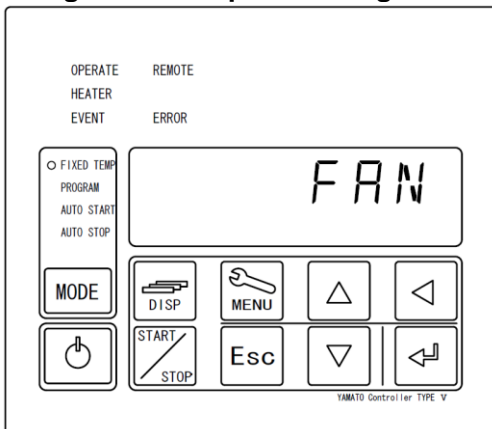 OPERATE REMOTE
HEATER
EVENT ERROR
FIXED TEMP
PROGRAM
AUTO START
AUTO STOP
FAN
MODE
DISP
MENU
START/STOP
Esc
YAMATO Controller TYPE V